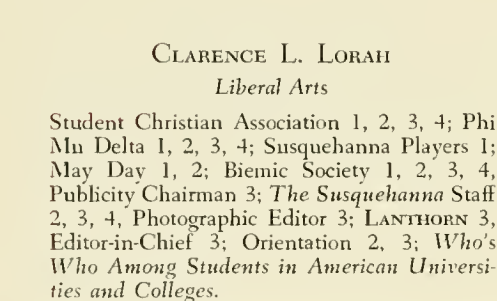 CLARENCE L. LORAH
Liberal Arts
Student Christian Association 1, 2, 3, 4; Phi
Mu Delta 1, 2, 3, 4; Susquehanna Players 1;
May Day 1, 2; Biemic Society 1, 2, 3, 4,
Publicity Chairman 3; The Susquehanna Staff
2, 3, 4, Photographic Editor 3; LANTHORN 3,
Editor-in-Chief 3; Orientation 2, 3; Who's
Who Among Students in American Universi-
ties and Colleges.